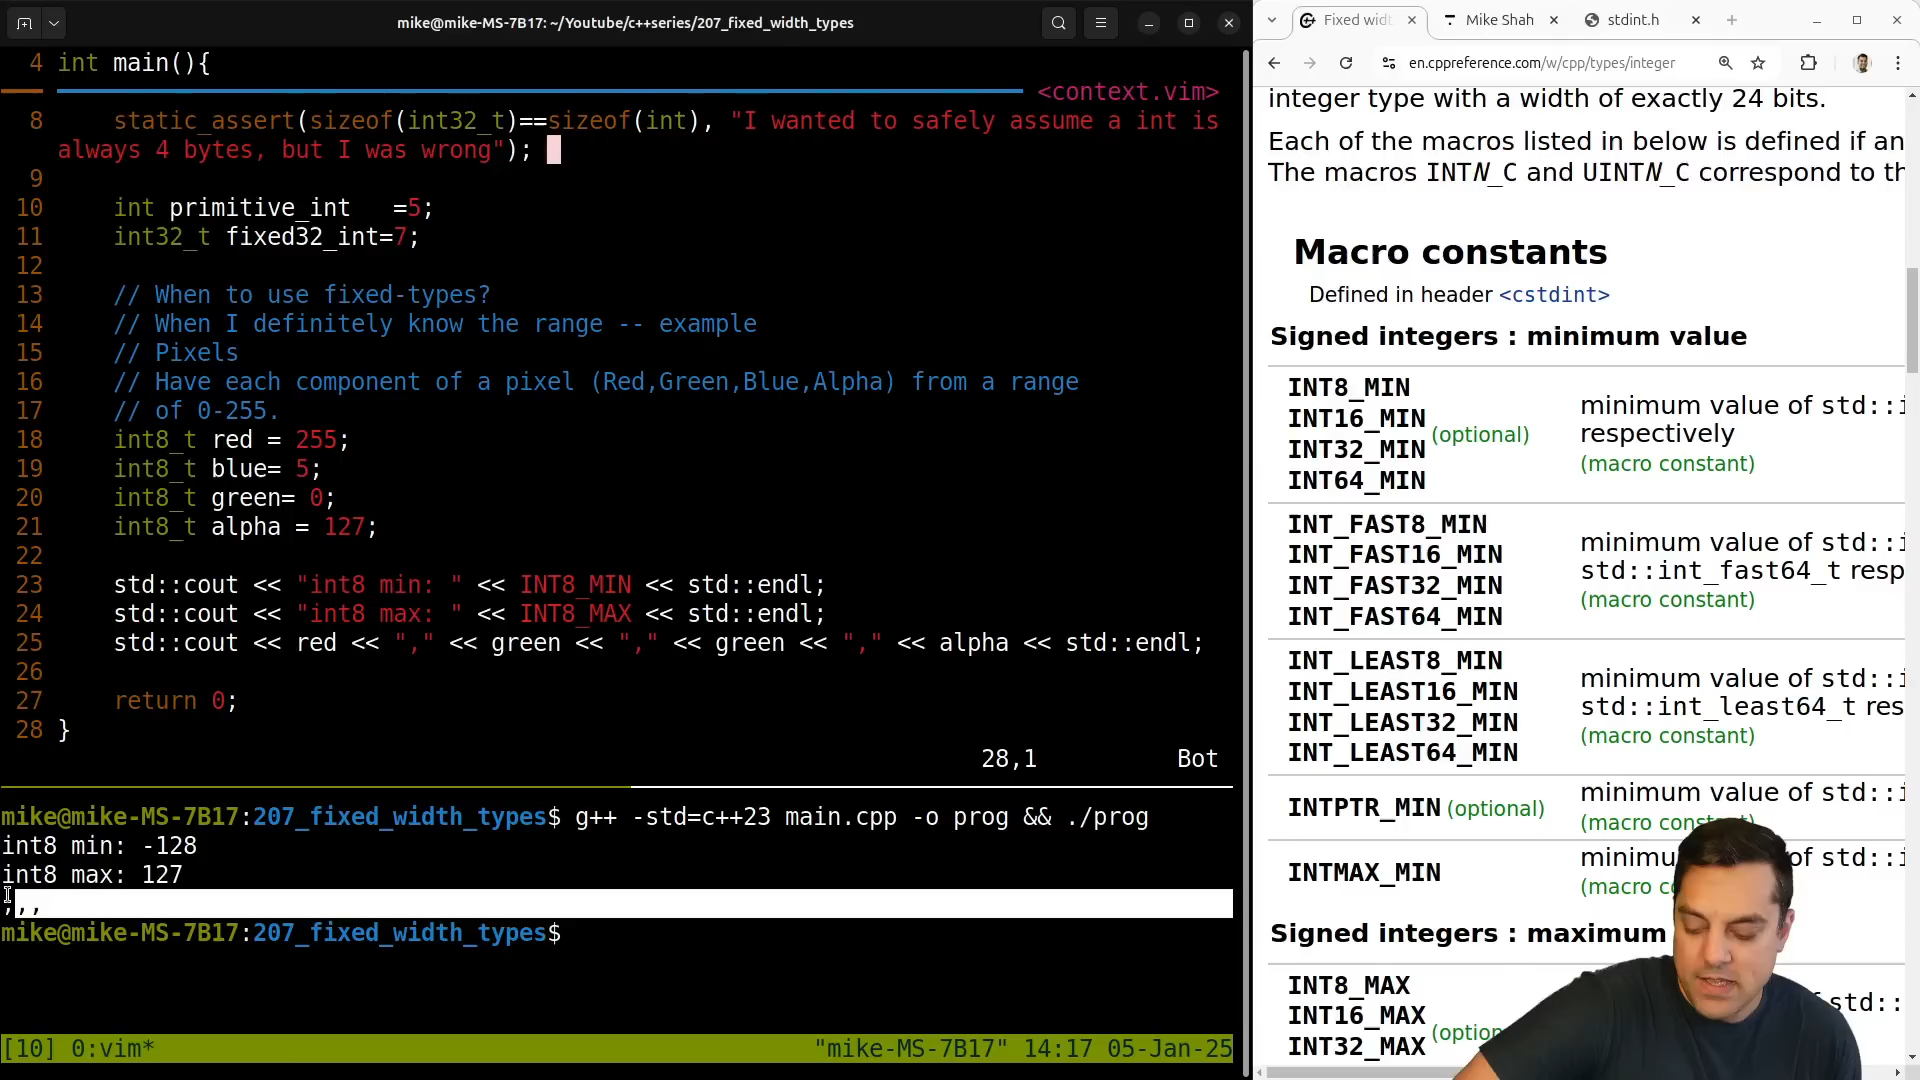 mike@mike-MS-7B17: ~/Youtube/c++series/207_fixed_width_types
4 int main(){
<context.vim>
8 static_assert(sizeof(int32_t)==sizeof(int), "I wanted to safely assume a int is
always 4 bytes, but I was wrong");
9
10 int primitive_int   =5;
11 int32_t fixed32_int=7;
12
13 // When to use fixed-types?
14 // When I definitely know the range -- example
15 // Pixels
16 // Have each component of a pixel (Red,Green,Blue,Alpha) from a range
17 // of 0-255.
18 int8_t red = 255;
19 int8_t blue= 5;
20 int8_t green= 0;
21 int8_t alpha = 127;
22
23 std::cout << "int8 min: " << INT8_MIN << std::endl;
24 std::cout << "int8 max: " << INT8_MAX << std::endl;
25 std::cout << red << "," << green << "," << green << "," << alpha << std::endl;
26
27 return 0;
28 }
28,1 Bot
mike@mike-MS-7B17:207_fixed_width_types$ g++ -std=c++23 main.cpp -o prog && ./prog
int8 min: -128
int8 max: 127
,,,
mike@mike-MS-7B17:207_fixed_width_types$
[10] 0:vim* "mike-MS-7B17" 14:17 05-Jan-25
Fixed wid Mike Shah stdint.h
en.cppreference.com/w/cpp/types/integer
integer type with a width of exactly 24 bits.
Each of the macros listed in below is defined if an
The macros INTN_C and UINTN_C correspond to th
Macro constants
Defined in header <cstdint>
Signed integers : minimum value
INT8_MIN
INT16_MIN
INT32_MIN
INT64_MIN
(optional)
minimum value of std::i
respectively
(macro constant)
INT_FAST8_MIN
INT_FAST16_MIN
INT_FAST32_MIN
INT_FAST64_MIN
minimum value of std::i
std::int_fast64_t resp
(macro constant)
INT_LEAST8_MIN
INT_LEAST16_MIN
INT_LEAST32_MIN
INT_LEAST64_MIN
minimum value of std::i
std::int_least64_t res
(macro constant)
INTPTR_MIN (optional)
minimum value of std::i
(macro cons
INTMAX_MIN
minimu of std::i
(macro co
Signed integers : maximum
INT8_MAX
INT16_MAX
INT32_MAX
(option
std::